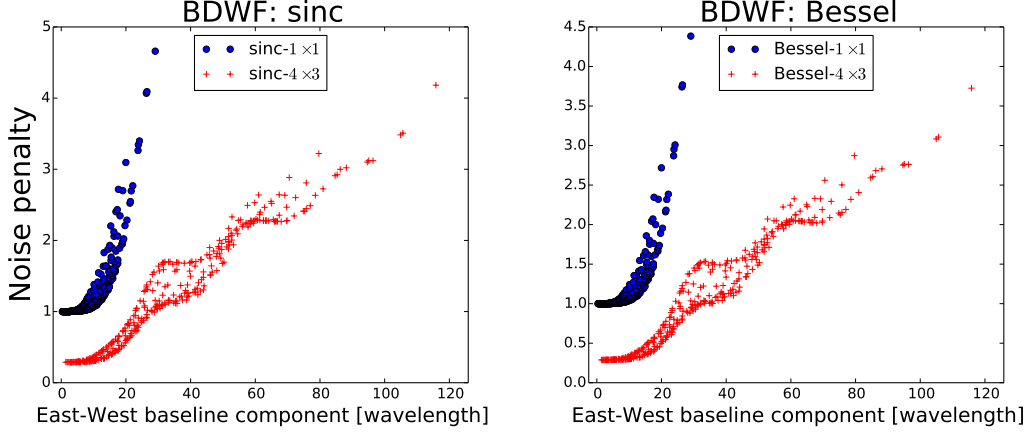 BDWF: sinc
5
4
3
2
1
0
Noise penalty
sinc-1×1
sinc-4×3
0 20 40 60 80 100 120
East-West baseline component [wavelength]
BDWF: Bessel
4.5
4.0
3.5
3.0
2.5
2.0
1.5
1.0
0.5
0.0
Bessel-1×1
Bessel-4×3
0 20 40 60 80 100 120
East-West baseline component [wavelength]